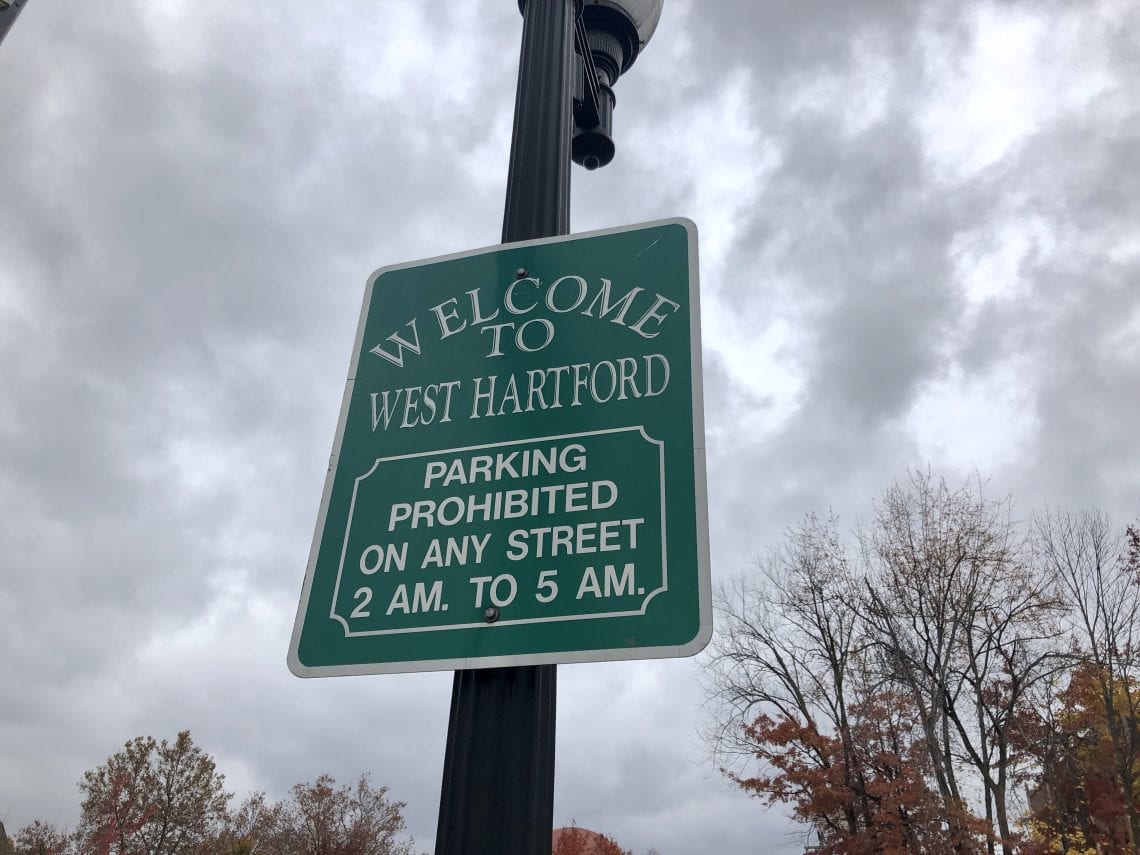 WELCOME
TO
WEST HARTFORD
PARKING
PROHIBITED
ON ANY STREET
2 AM. TO 5 AM.